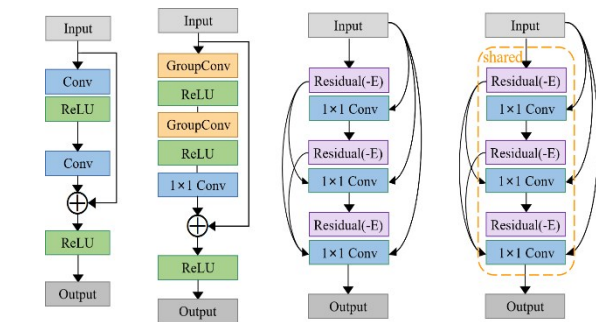 Input
Conv
ReLU
Conv
ReLU
Output
Input
GroupConv
ReLU
GroupConv
ReLU
1×1 Conv
ReLU
Output
Input
Residual(-E)
1×1 Conv
Residual(-E)
1×1 Conv
Residual(-E)
1×1 Conv
Output
Input
shared
Residual(-E)
1×1 Conv
Residual(-E)
1×1 Conv
Residual(-E)
1×1 Conv
Output